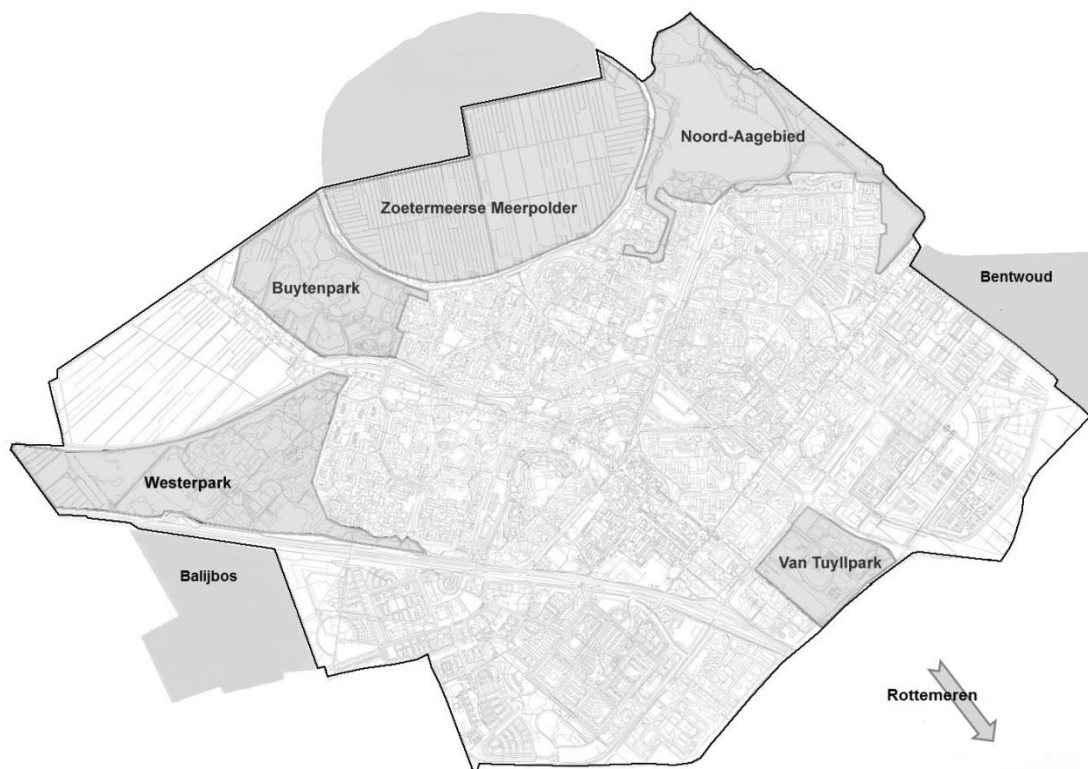 Noord-Aagebied
Zoetermeerse Meerpolder
Buytenpark
Bentwoud
Westerpark
Van Tuyllpark
Balijbos
Rottemeren